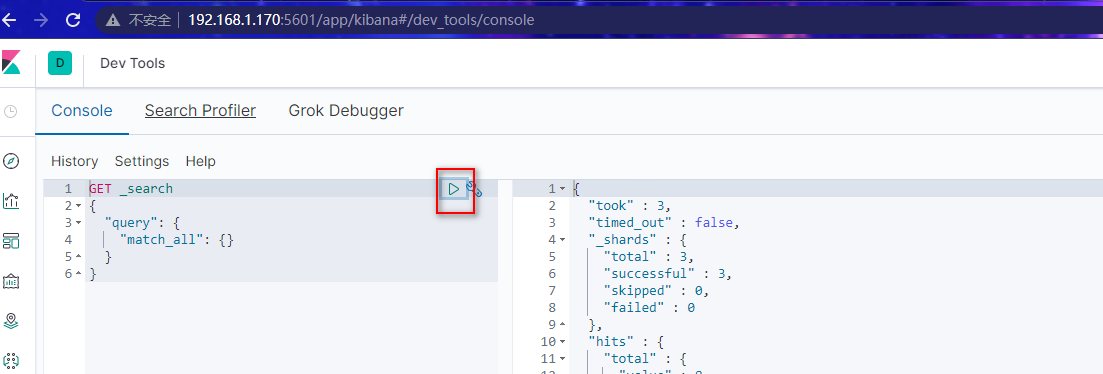 不安全 192.168.1.170:5601/app/kibana#/dev_tools/console
D Dev Tools
Console Search Profiler Grok Debugger
History Settings Help
1 GET _search
2 {
3 "query": {
4 "match_all": {}
5 }
6 }
1 {
2 "took" : 3,
3 "timed_out" : false,
4 "_shards" : {
5 "total" : 3,
6 "successful" : 3,
7 "skipped" : 0,
8 "failed" : 0
9 },
10 "hits" : {
11 "total" : {